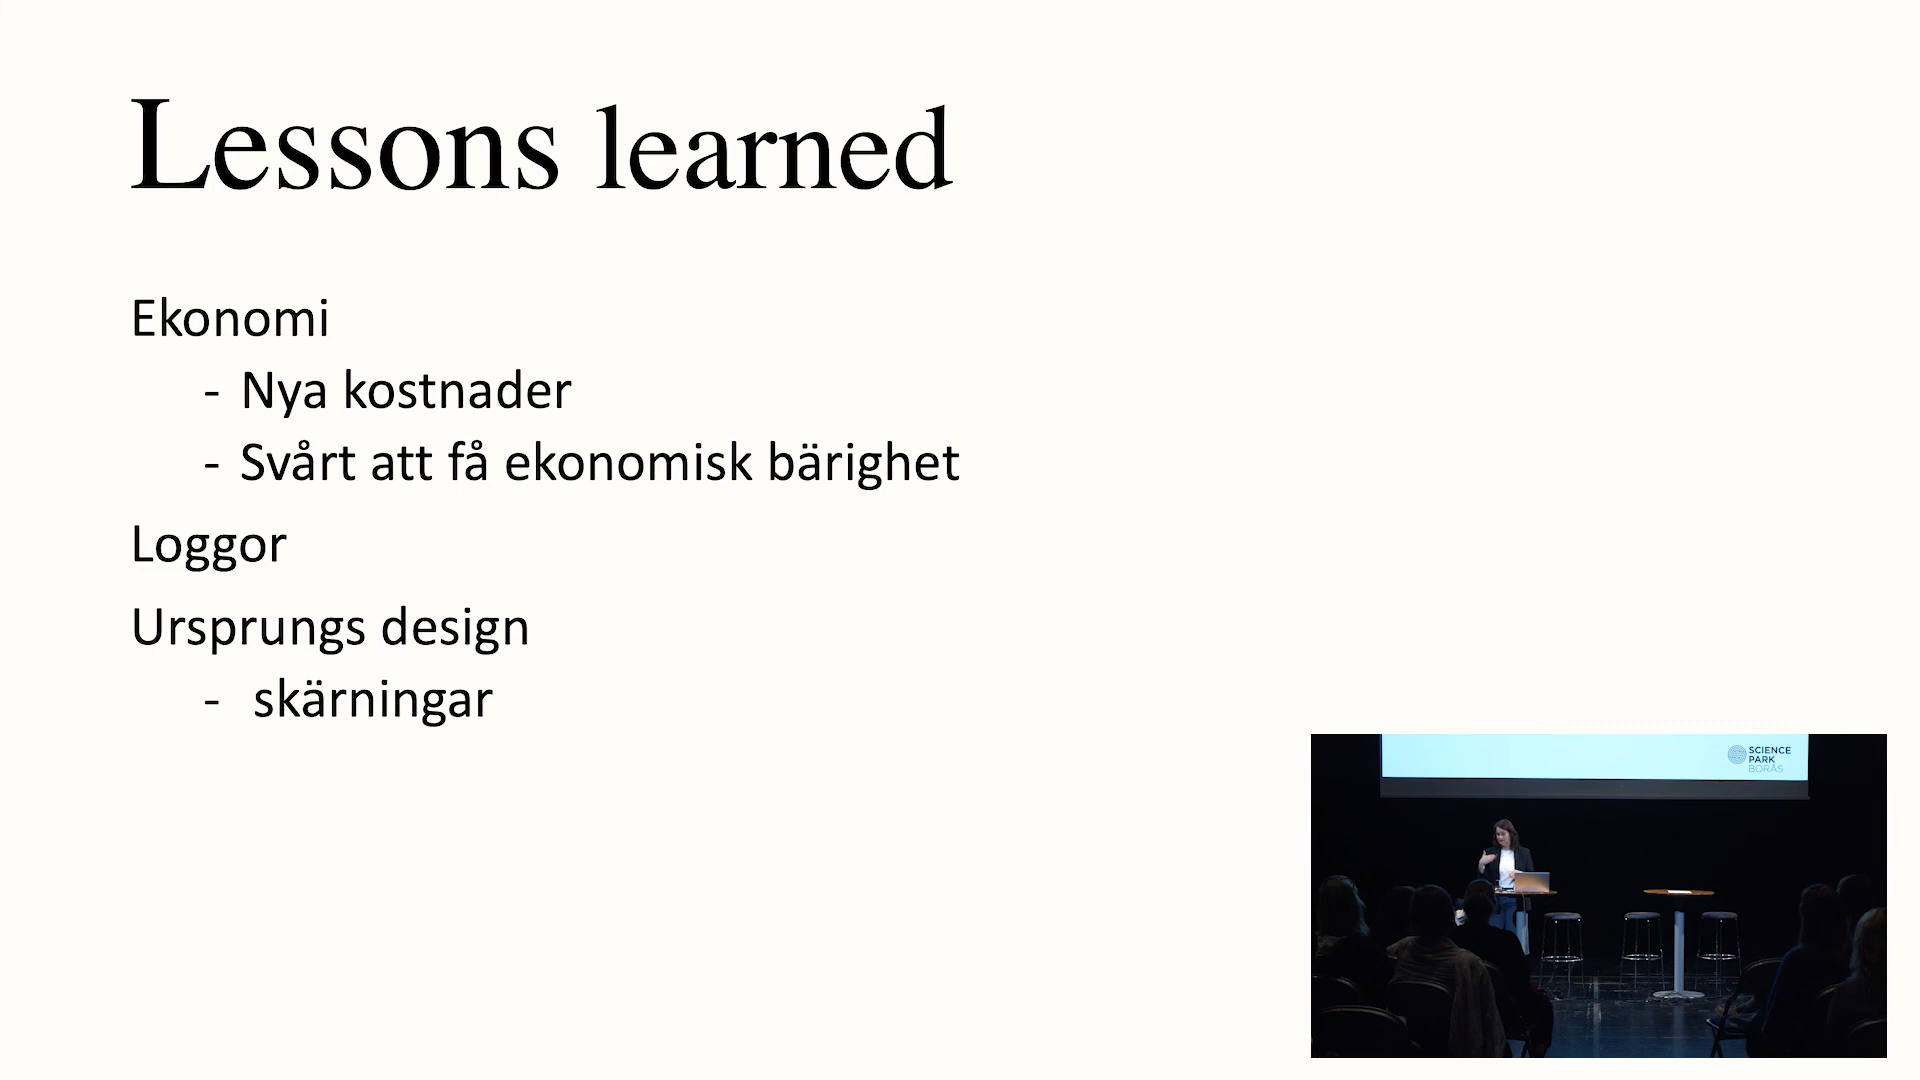 Lessons learned
Ekonomi
- Nya kostnader
- Svårt att få ekonomisk bärighet
Loggor
Ursprungs design
- skärningar
SCIENCE
PARK
BORÅS